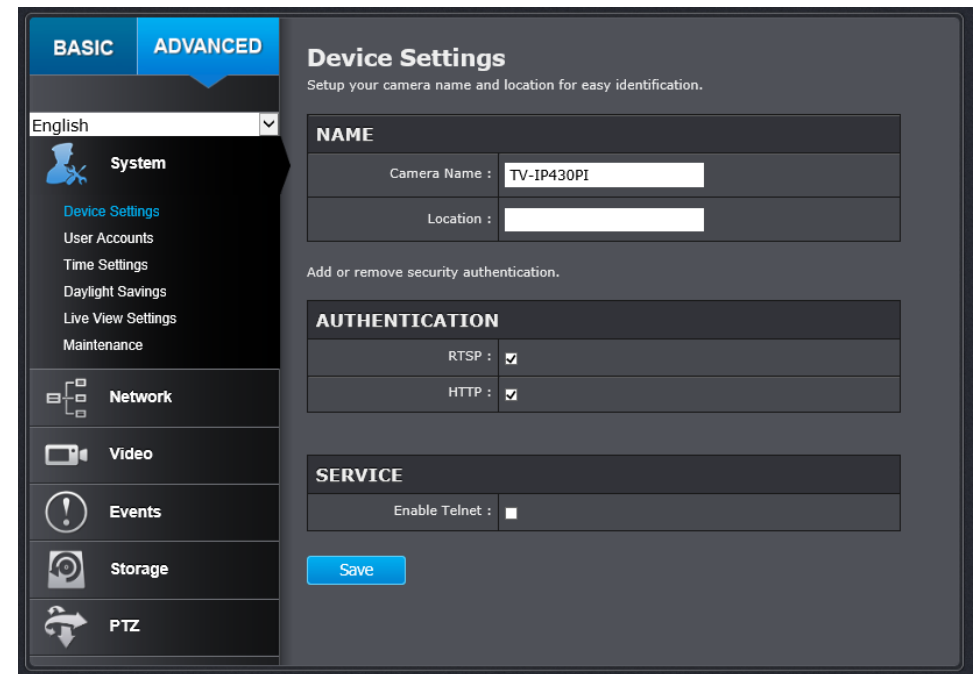 BASIC ADVANCED
English
System
Device Settings
User Accounts
Time Settings
Daylight Savings
Live View Settings
Maintenance
Network
Video
Events
Storage
PTZ
Device Settings
Setup your camera name and location for easy identification.
NAME
Camera Name : TV-IP430PI
Location :
Add or remove security authentication.
AUTHENTICATION
RTSP :
HTTP :
SERVICE
Enable Telnet :
Save